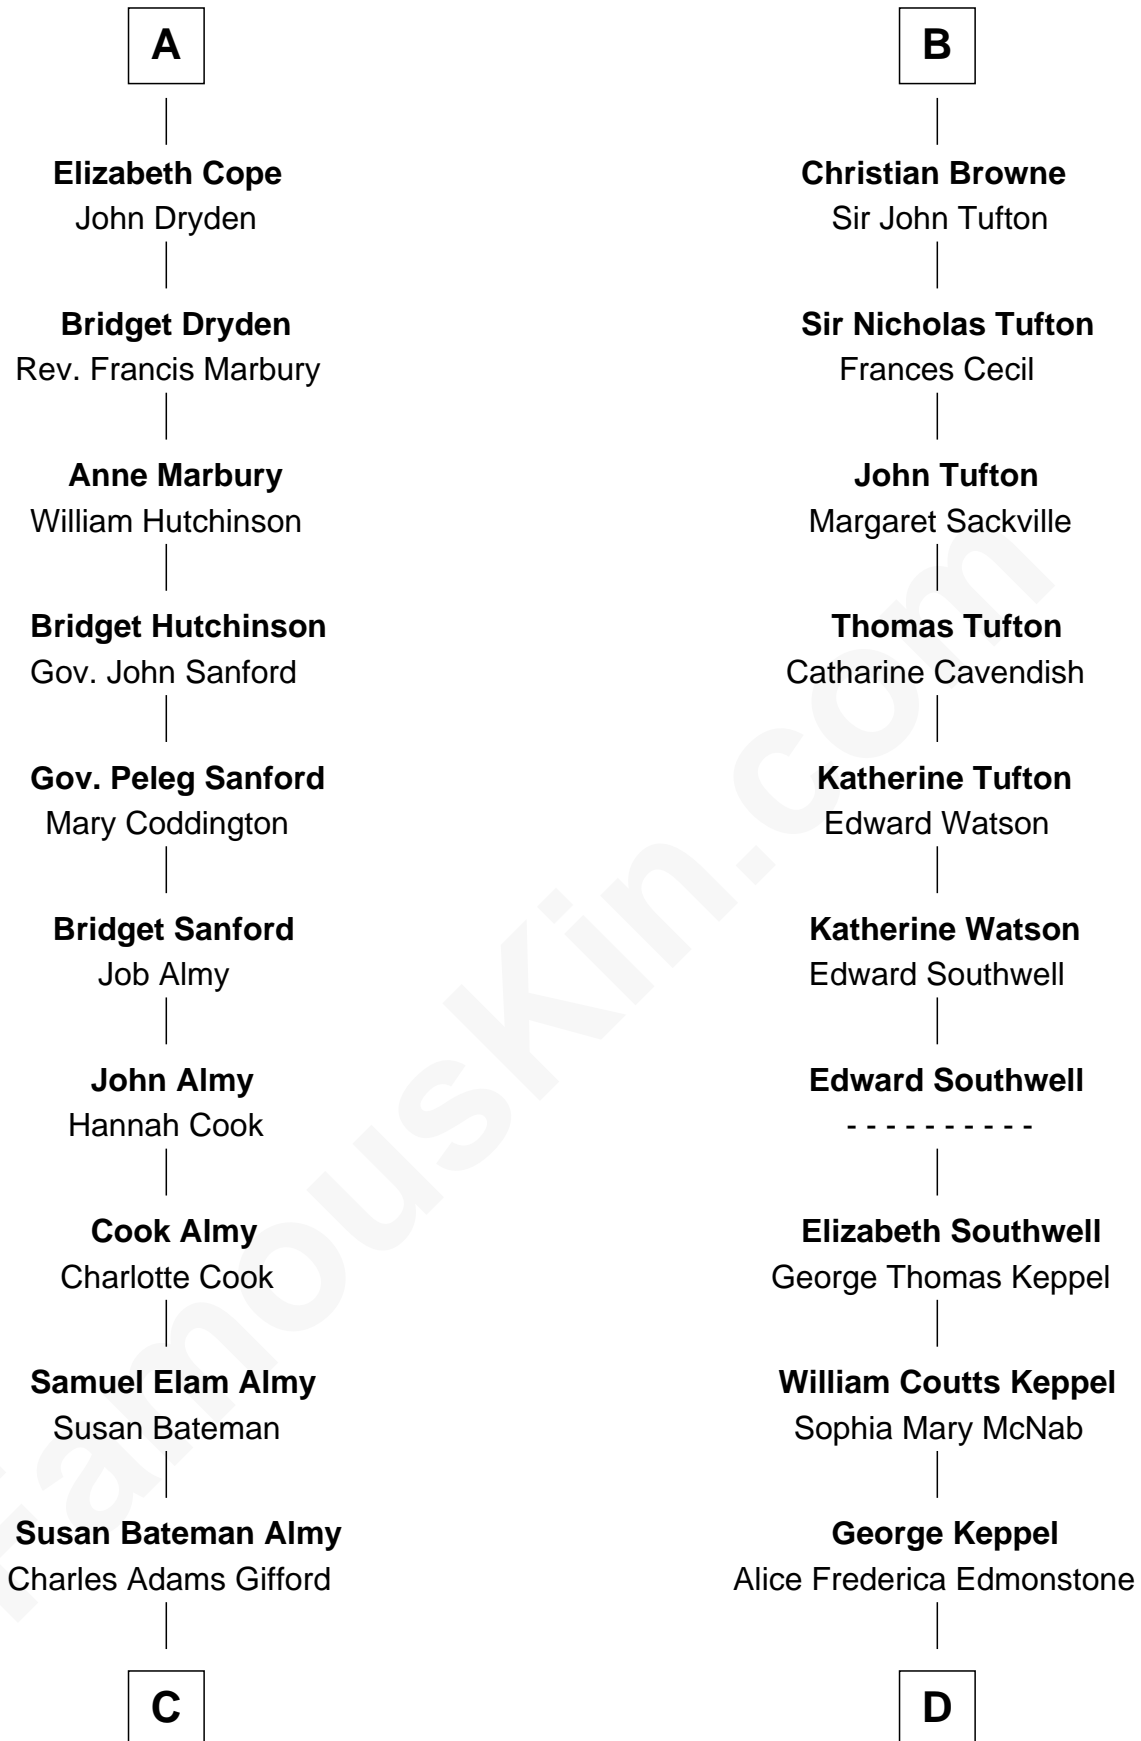 A
Elizabeth Cope
John Dryden
Bridget Dryden
Rev. Francis Marbury
Anne Marbury
William Hutchinson
Bridget Hutchinson
Gov. John Sanford
Gov. Peleg Sanford
Mary Coddington
Bridget Sanford
Job Almy
John Almy
Hannah Cook
Cook Almy
Charlotte Cook
Samuel Elam Almy
Susan Bateman
Susan Bateman Almy
Charles Adams Gifford
C
B
Christian Browne
Sir John Tufton
Sir Nicholas Tufton
Frances Cecil
John Tufton
Margaret Sackville
Thomas Tufton
Catharine Cavendish
Katherine Tufton
Edward Watson
Katherine Watson
Edward Southwell
Edward Southwell
- - - - - - - - - -
Elizabeth Southwell
George Thomas Keppel
William Coutts Keppel
Sophia Mary McNab
George Keppel
Alice Frederica Edmonstone
D
FamousKin.com